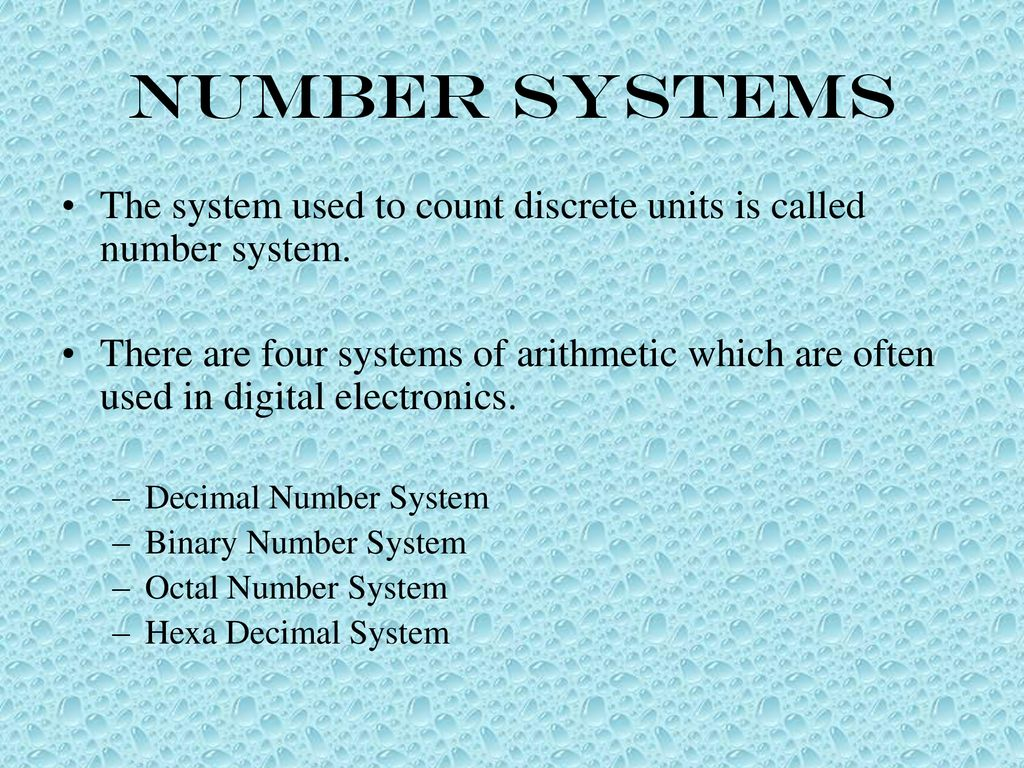 NUMBER SYSTEMS
• The system used to count discrete units is called
number system.
• There are four systems of arithmetic which are often
used in digital electronics.
– Decimal Number System
– Binary Number System
– Octal Number System
– Hexa Decimal System